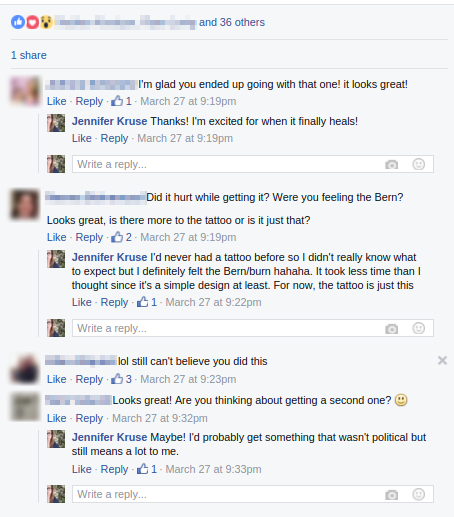 and 36 others
1 share
I'm glad you ended up going with that one! it looks great!
Like · Reply · 1 · March 27 at 9:19pm
Jennifer Kruse Thanks! I'm excited for when it finally heals!
Like · Reply · March 27 at 9:19pm
Write a reply...
Did it hurt while getting it? Were you feeling the Bern?
Looks great, is there more to the tattoo or is it just that?
Like · Reply · 2 · March 27 at 9:19pm
Jennifer Kruse I'd never had a tattoo before so I didn't really know what
to expect but I definitely felt the Bern/burn hahaha. It took less time than I
thought since it's a simple design at least. For now, the tattoo is just this
Like · Reply · 1 · March 27 at 9:22pm
Write a reply...
lol still can't believe you did this
Like · Reply · 3 · March 27 at 9:23pm
Looks great! Are you thinking about getting a second one?
Like · Reply · March 27 at 9:32pm
Jennifer Kruse Maybe! I'd probably get something that wasn't political but
still means a lot to me.
Like · Reply · 1 · March 27 at 9:33pm
Write a reply...